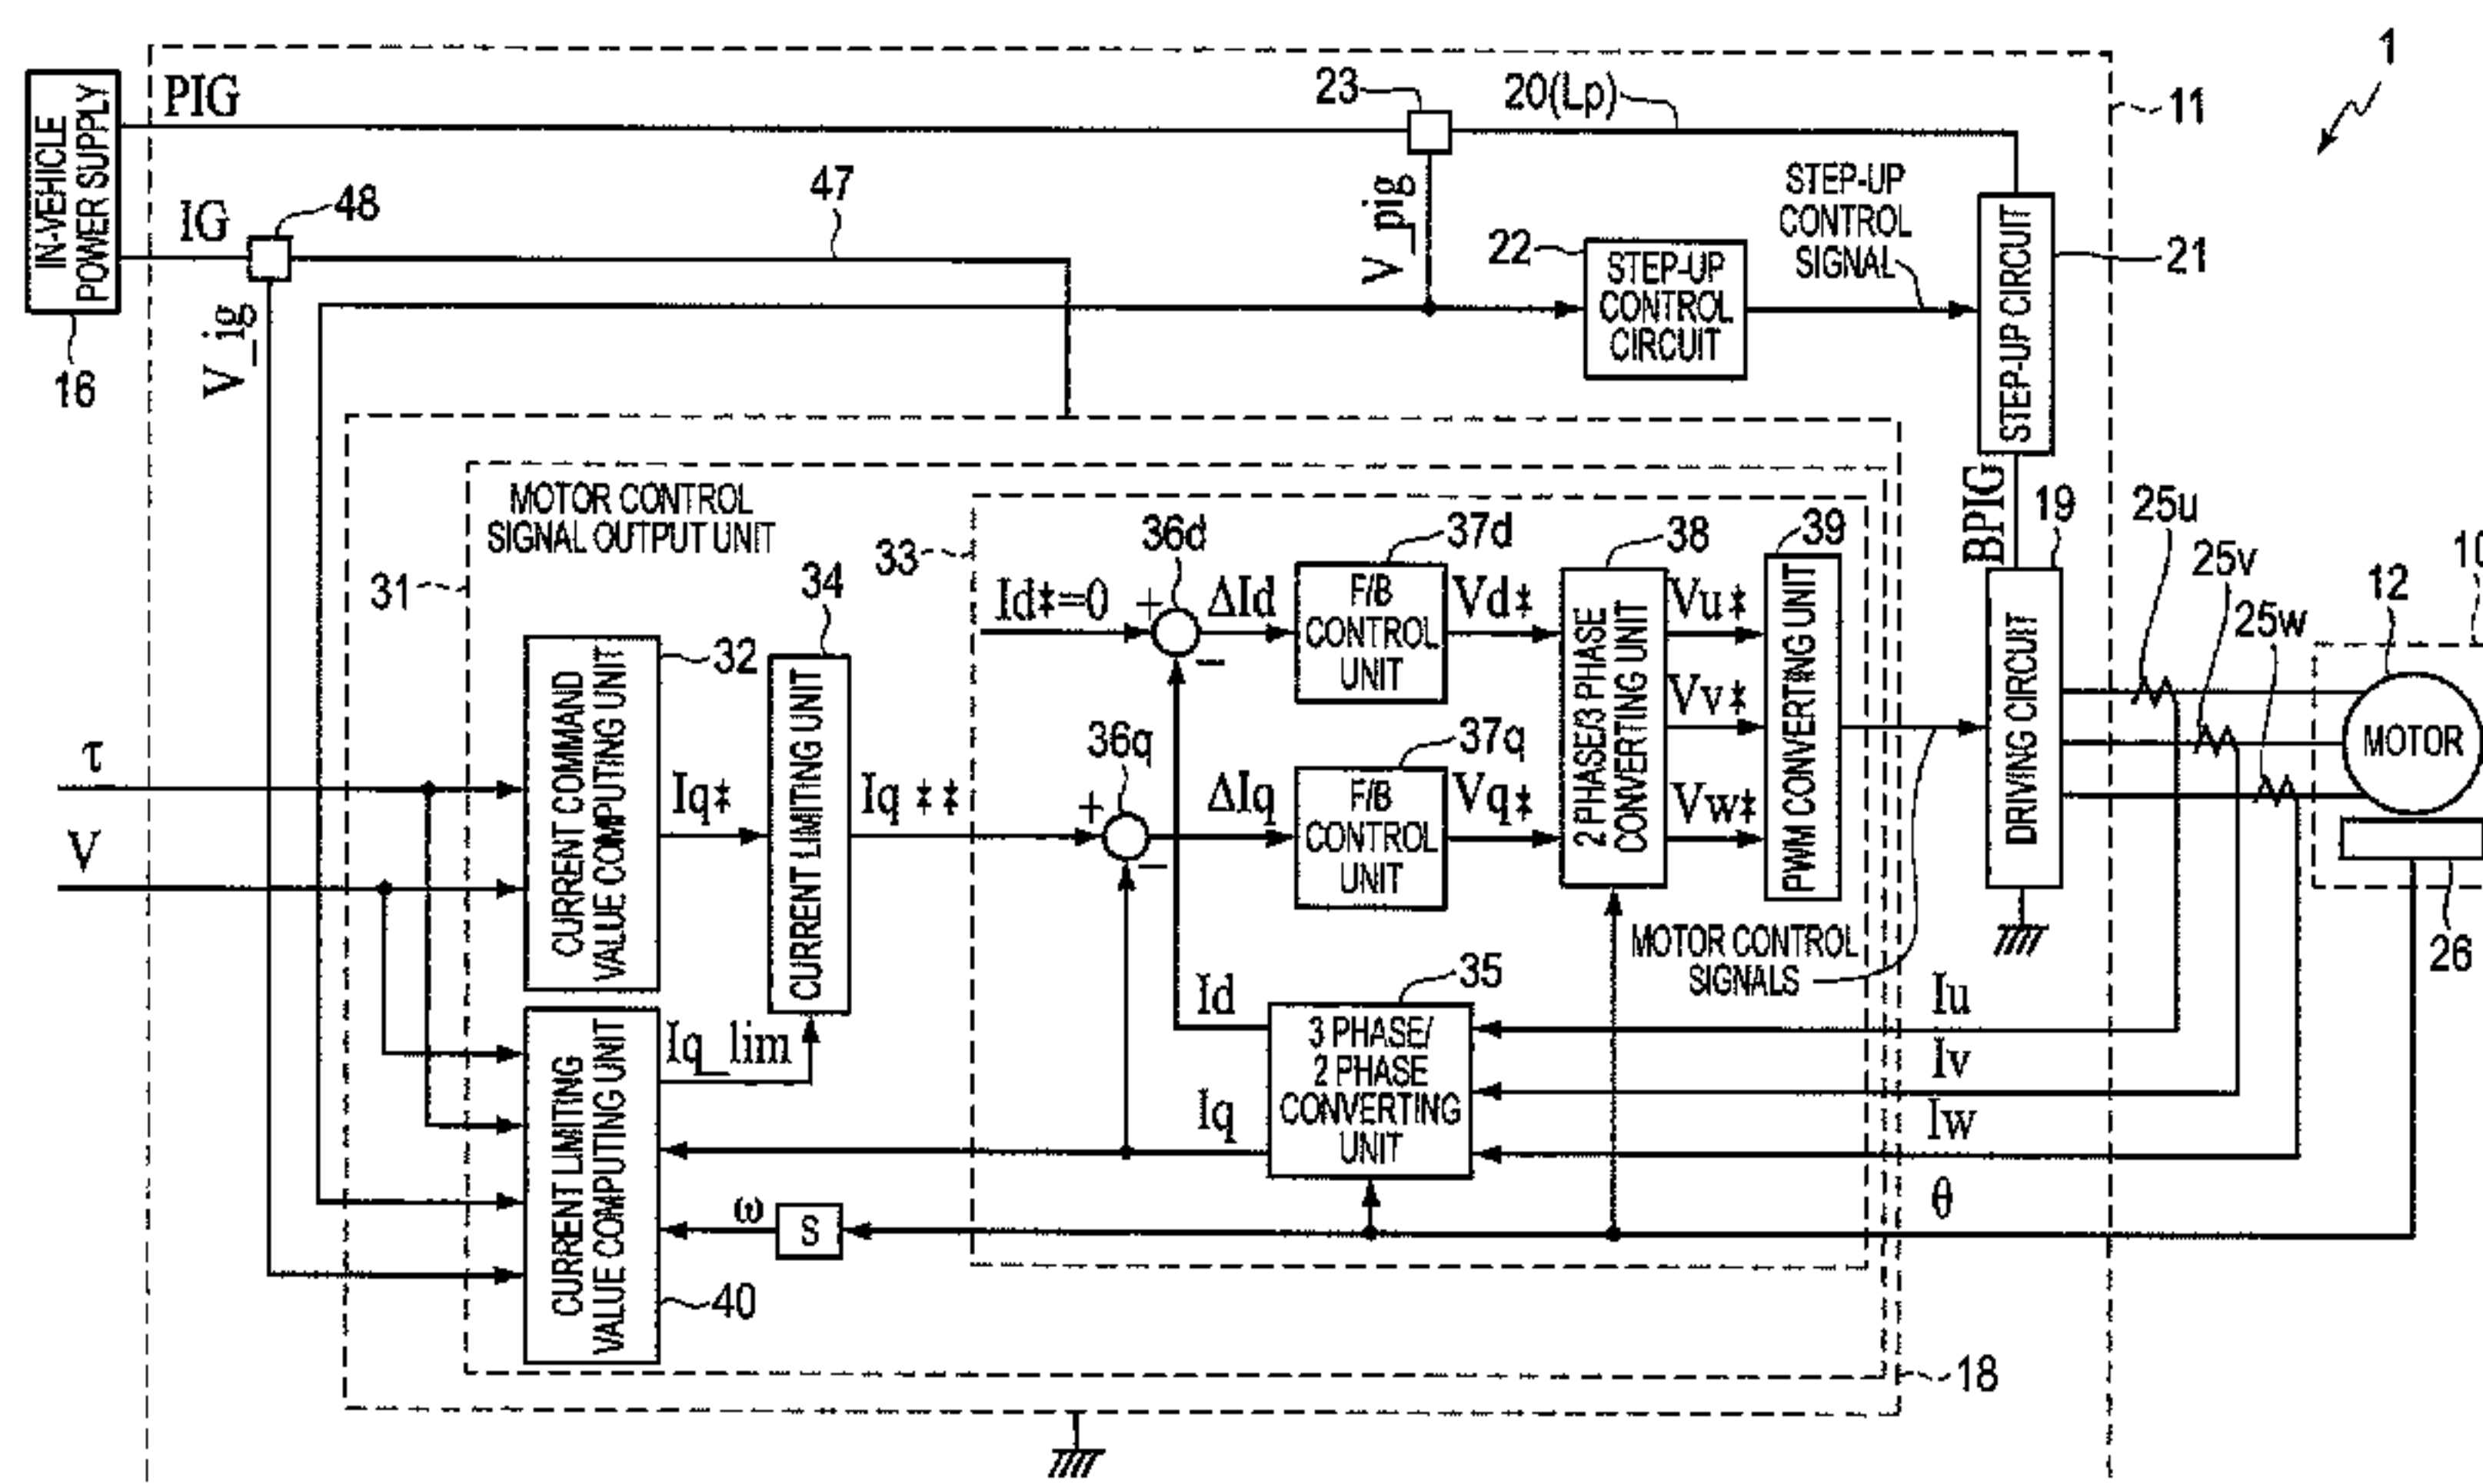 1
PIG
23
20(Lp)
11
IN-VEHICLE
POWER SUPPLY
16
IG
48
47
V_ig
V_pig
22
STEP-UP
CONTROL
CIRCUIT
STEP-UP
CONTROL
SIGNAL
STEP-UP CIRCUIT
21
BPIG
19
25u
25v
25w
12
10
MOTOR CONTROL
SIGNAL OUTPUT UNIT
31
33
36d
37d
38
39
34
32
Id*=0
+
−
ΔId
F/B
CONTROL
UNIT
Vd*
2 PHASE/3 PHASE
CONVERTING UNIT
Vu*
Vv*
Vw*
PWM CONVERTING UNIT
DRIVING CIRCUIT
MOTOR
26
τ
V
CURRENT COMMAND
VALUE COMPUTING UNIT
Iq*
CURRENT LIMITING UNIT
Iq **
36q
+
−
ΔIq
37q
F/B
CONTROL
UNIT
Vq*
MOTOR CONTROL
SIGNALS
35
Id
3 PHASE/
2 PHASE
CONVERTING
UNIT
Iq
Iu
Iv
Iw
θ
Iq_lim
CURRENT LIMITING
VALUE COMPUTING UNIT
ω
S
40
18